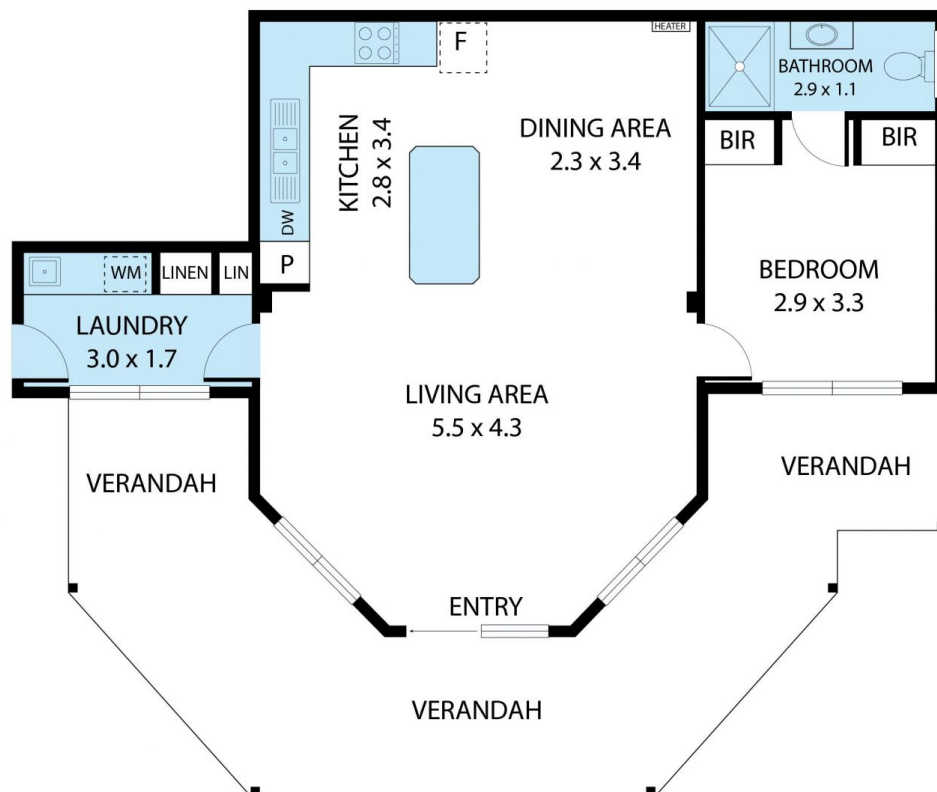 F
HEATER
BATHROOM
2.9 x 1.1
KITCHEN
2.8 x 3.4
DINING AREA
2.3 x 3.4
BIR
BIR
DW
P
WM
LINEN
LIN
BEDROOM
2.9 x 3.3
LAUNDRY
3.0 x 1.7
LIVING AREA
5.5 x 4.3
VERANDAH
VERANDAH
ENTRY
VERANDAH